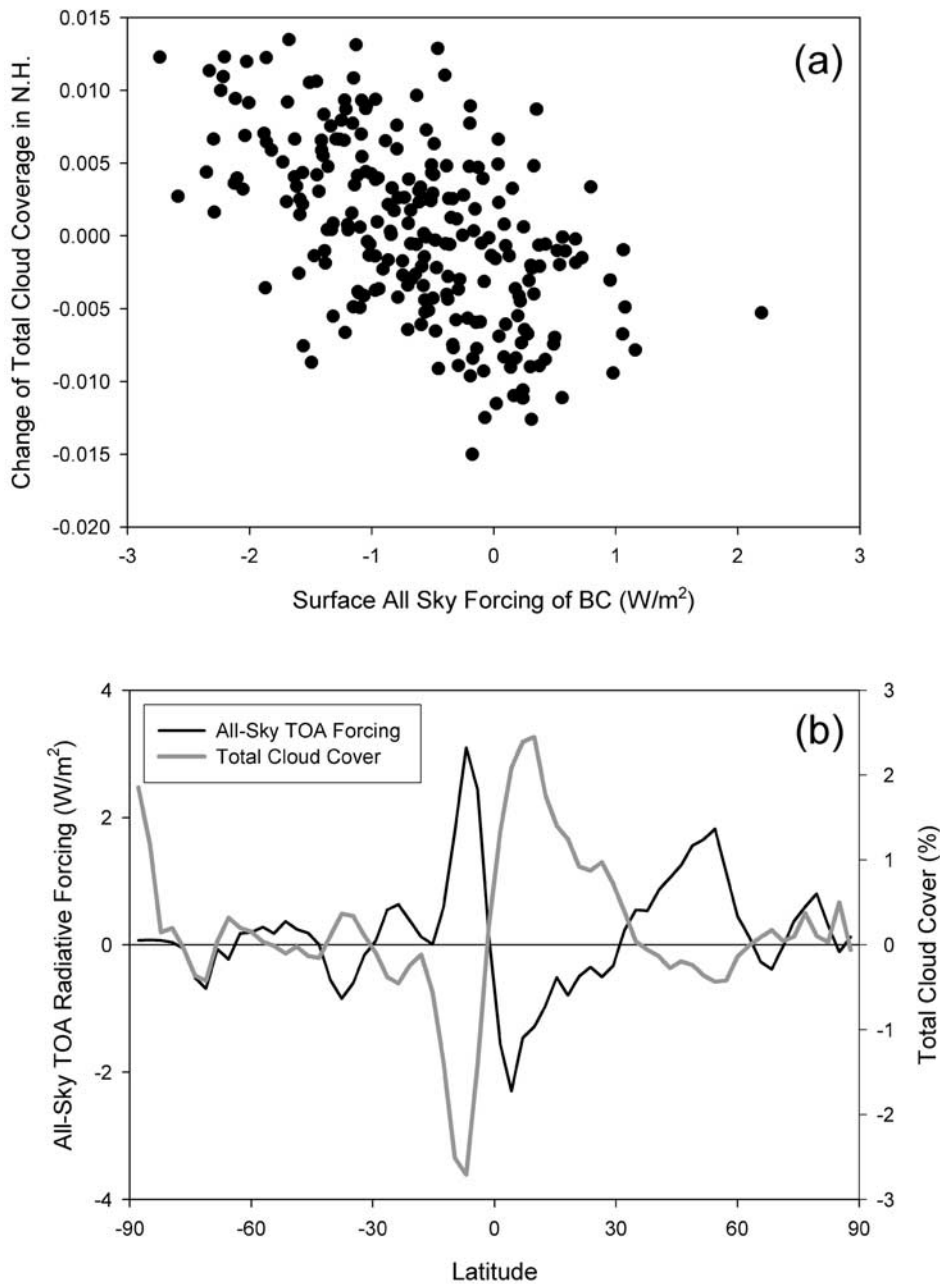 (a)
Change of Total Cloud Coverage in N.H.
0.015
0.010
0.005
0.000
-0.005
-0.010
-0.015
-0.020
-3 -2 -1 0 1 2 3
Surface All Sky Forcing of BC (W/m²)
(b)
All-Sky TOA Forcing
Total Cloud Cover
All-Sky TOA Radiative Forcing (W/m²)
4
2
0
-2
-4
3
2
1
0
-1
-2
-3
Total Cloud Cover (%)
-90 -60 -30 0 30 60 90
Latitude